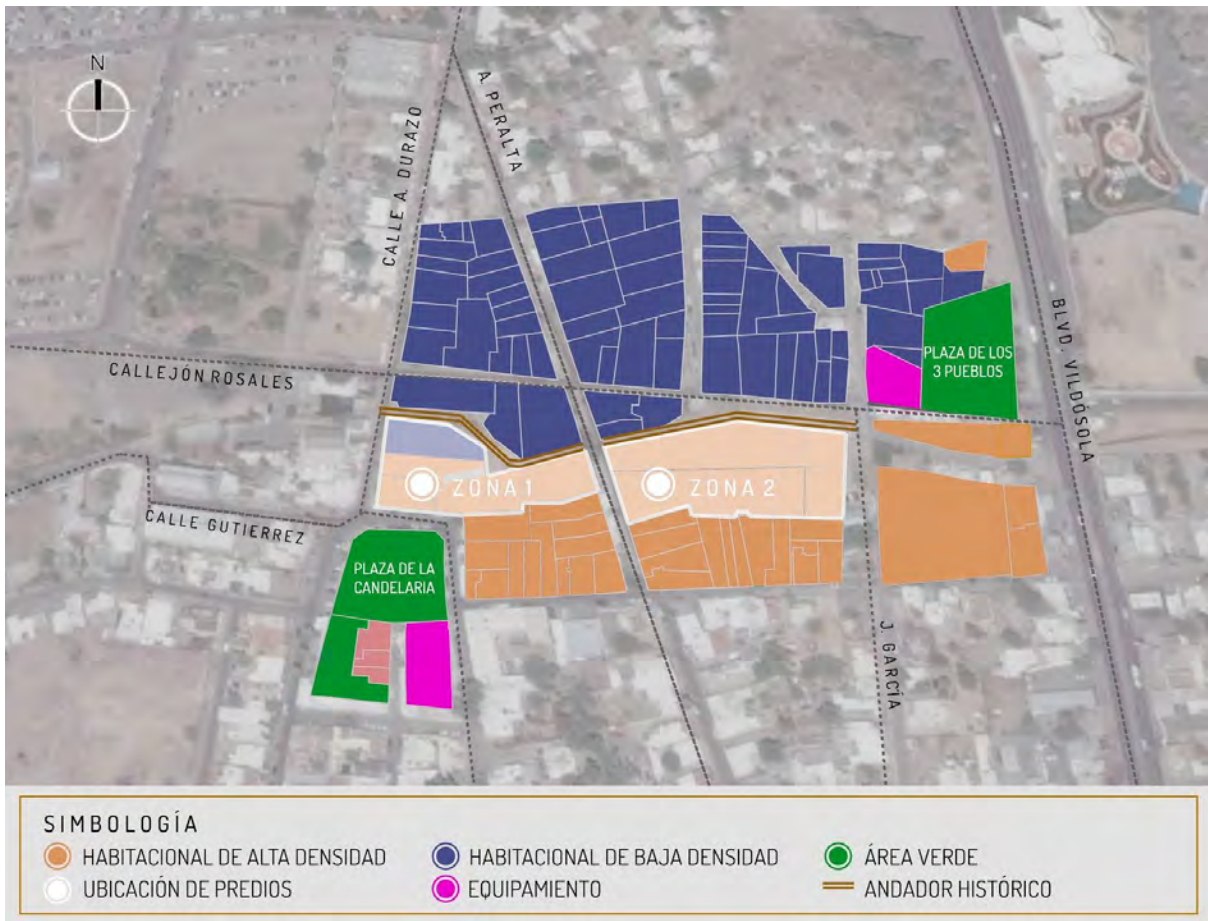 N
A. PERALTA
CALLE A. DURAZO
BLVD. VILDÓSOLA
PLAZA DE LOS
3 PUEBLOS
CALLEJÓN ROSALES
ZONA 1
ZONA 2
CALLE GUTIERREZ
PLAZA DE LA
CANDELARIA
J. GARCÍA
SIMBOLOGÍA
HABITACIONAL DE ALTA DENSIDAD
HABITACIONAL DE BAJA DENSIDAD
ÁREA VERDE
UBICACIÓN DE PREDIOS
EQUIPAMIENTO
ANDADOR HISTÓRICO